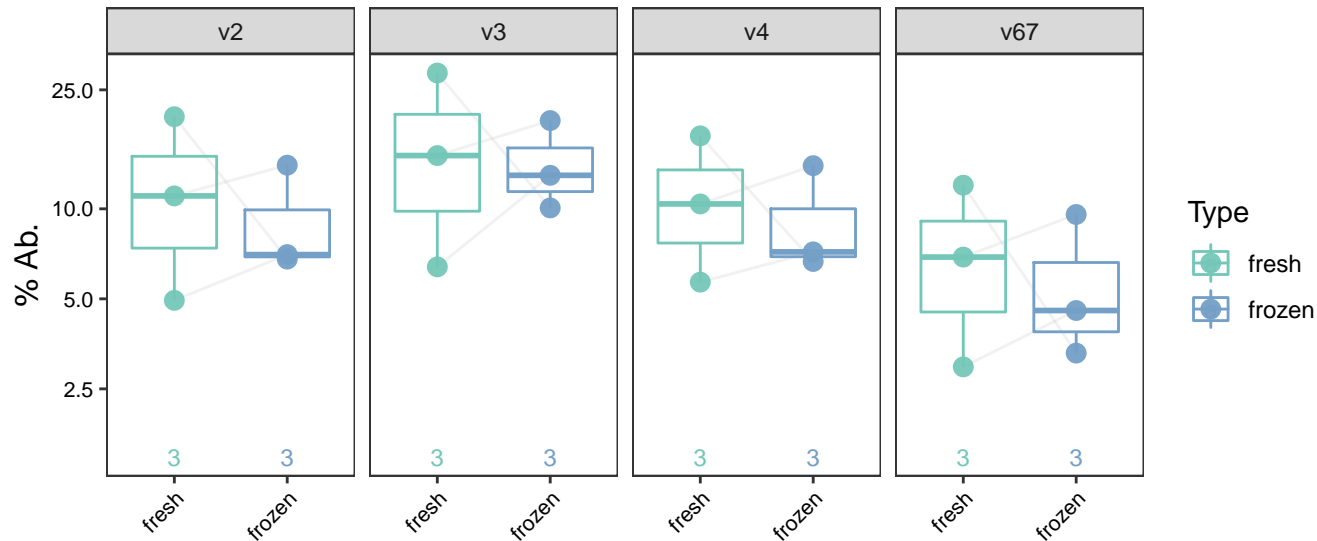 v2 v3 v4 v67
% Ab.
25.0
10.0
5.0
2.5
3 3 3 3 3 3 3 3
fresh frozen fresh frozen fresh frozen fresh frozen
Type
fresh
frozen